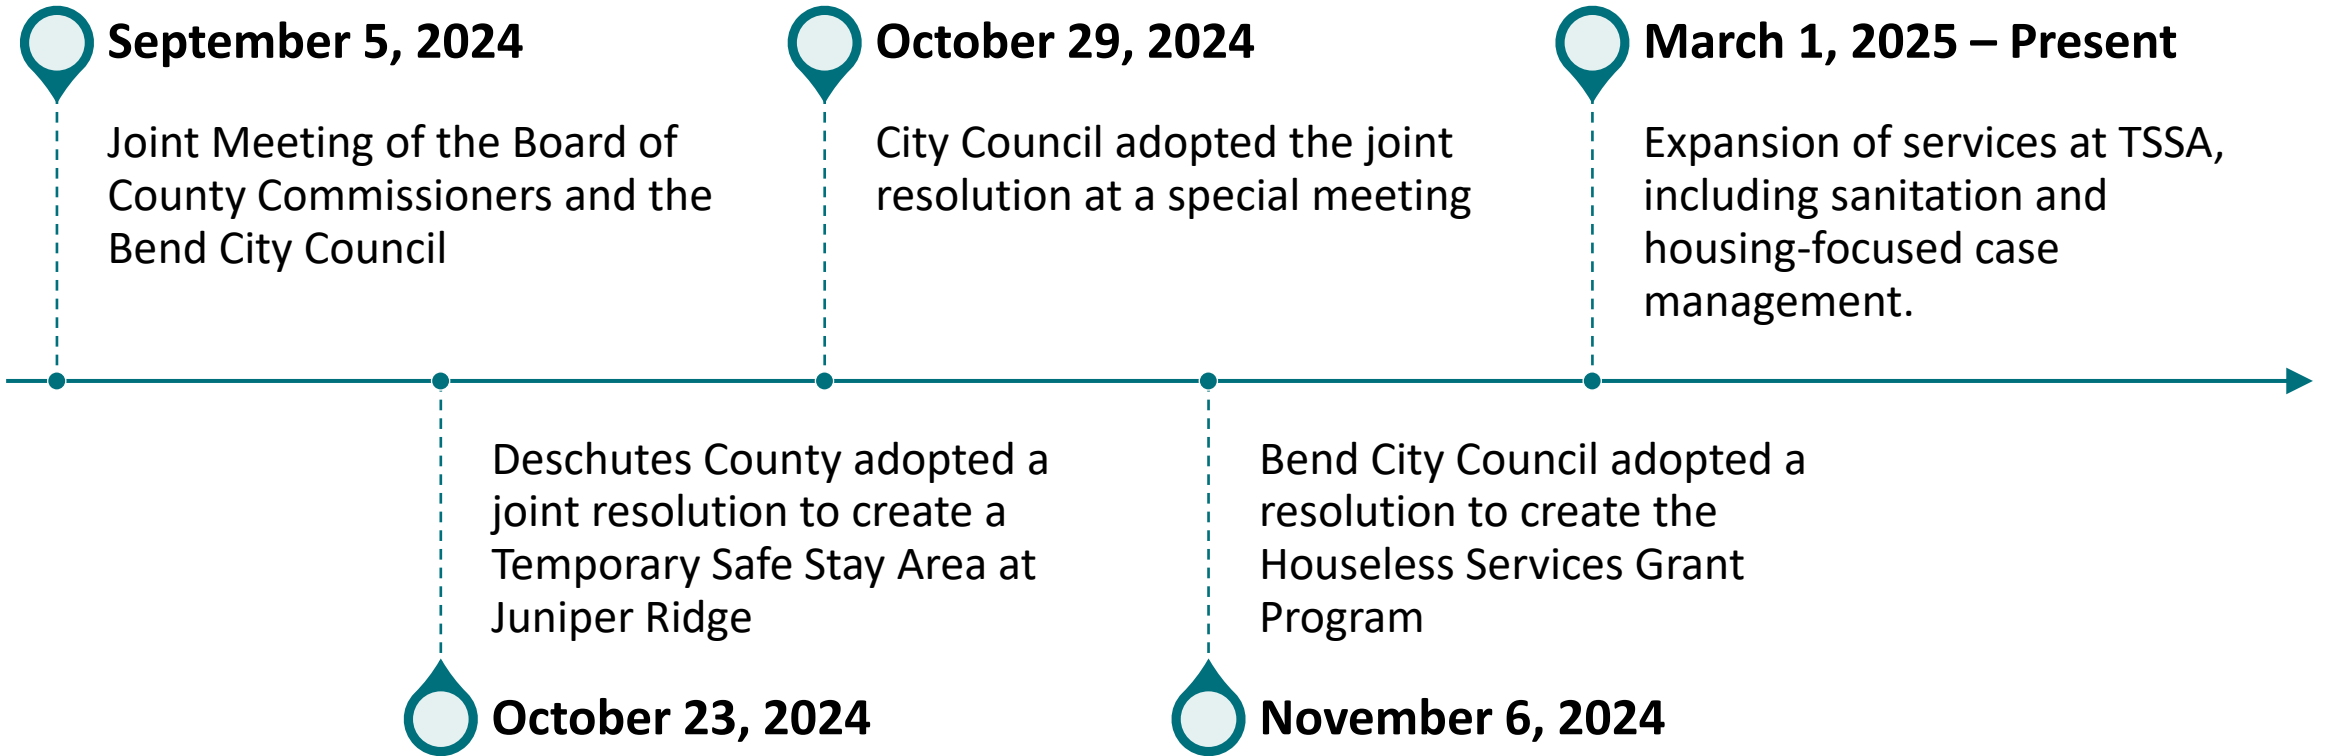 September 5, 2024
Joint Meeting of the Board of
County Commissioners and the
Bend City Council
October 29, 2024
City Council adopted the joint
resolution at a special meeting
March 1, 2025 – Present
Expansion of services at TSSA,
including sanitation and
housing-focused case
management.
Deschutes County adopted a
joint resolution to create a
Temporary Safe Stay Area at
Juniper Ridge
October 23, 2024
Bend City Council adopted a
resolution to create the
Houseless Services Grant
Program
November 6, 2024